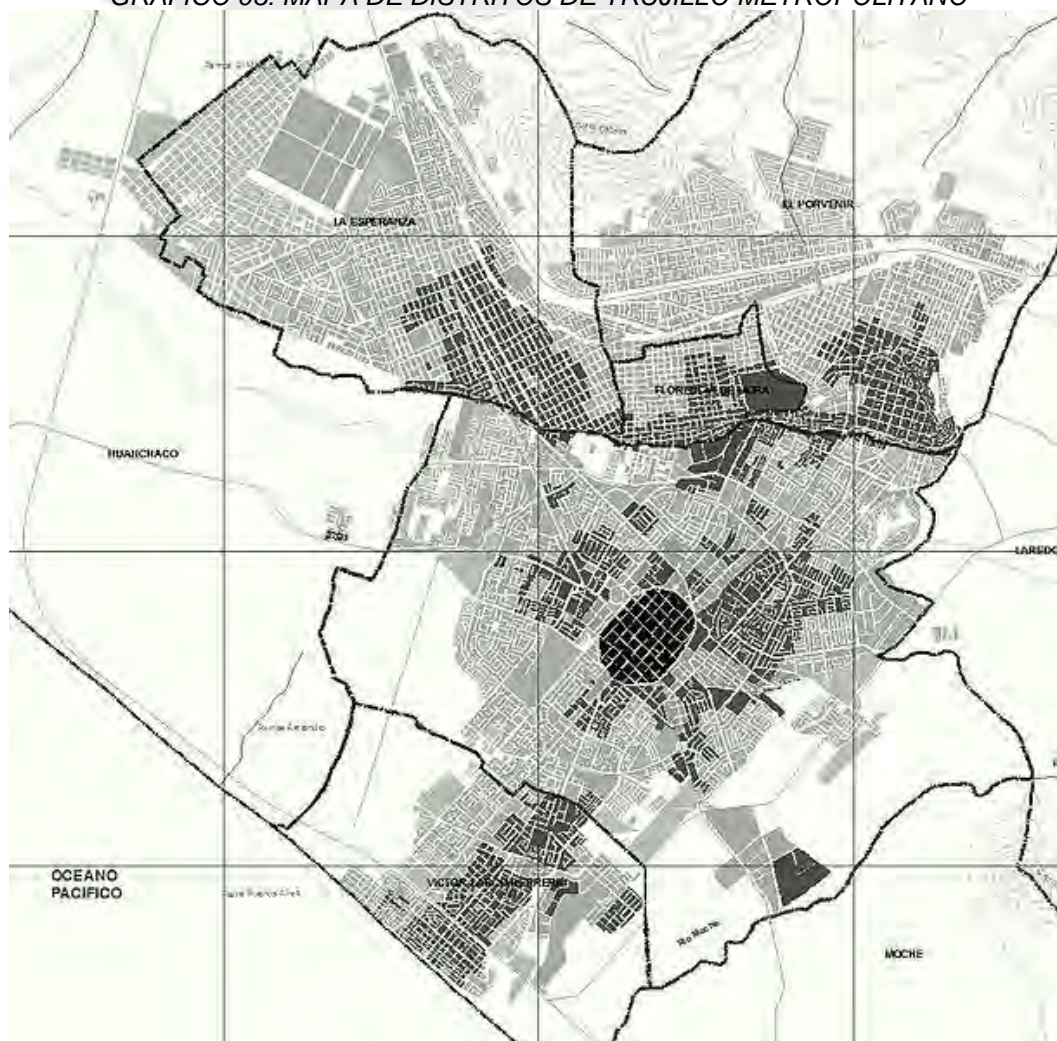 GRÁFICO 03: MAPA DE DISTRITOS DE TRUJILLO METROPOLITANO
EL PORVENIR
LA ESPERANZA
FLORENCIA DE MORA
HUANCHACO
LAREDO
OCEANO
PACIFICO
VICTOR LARCO HERRERA
Rio Moche
MOCHE